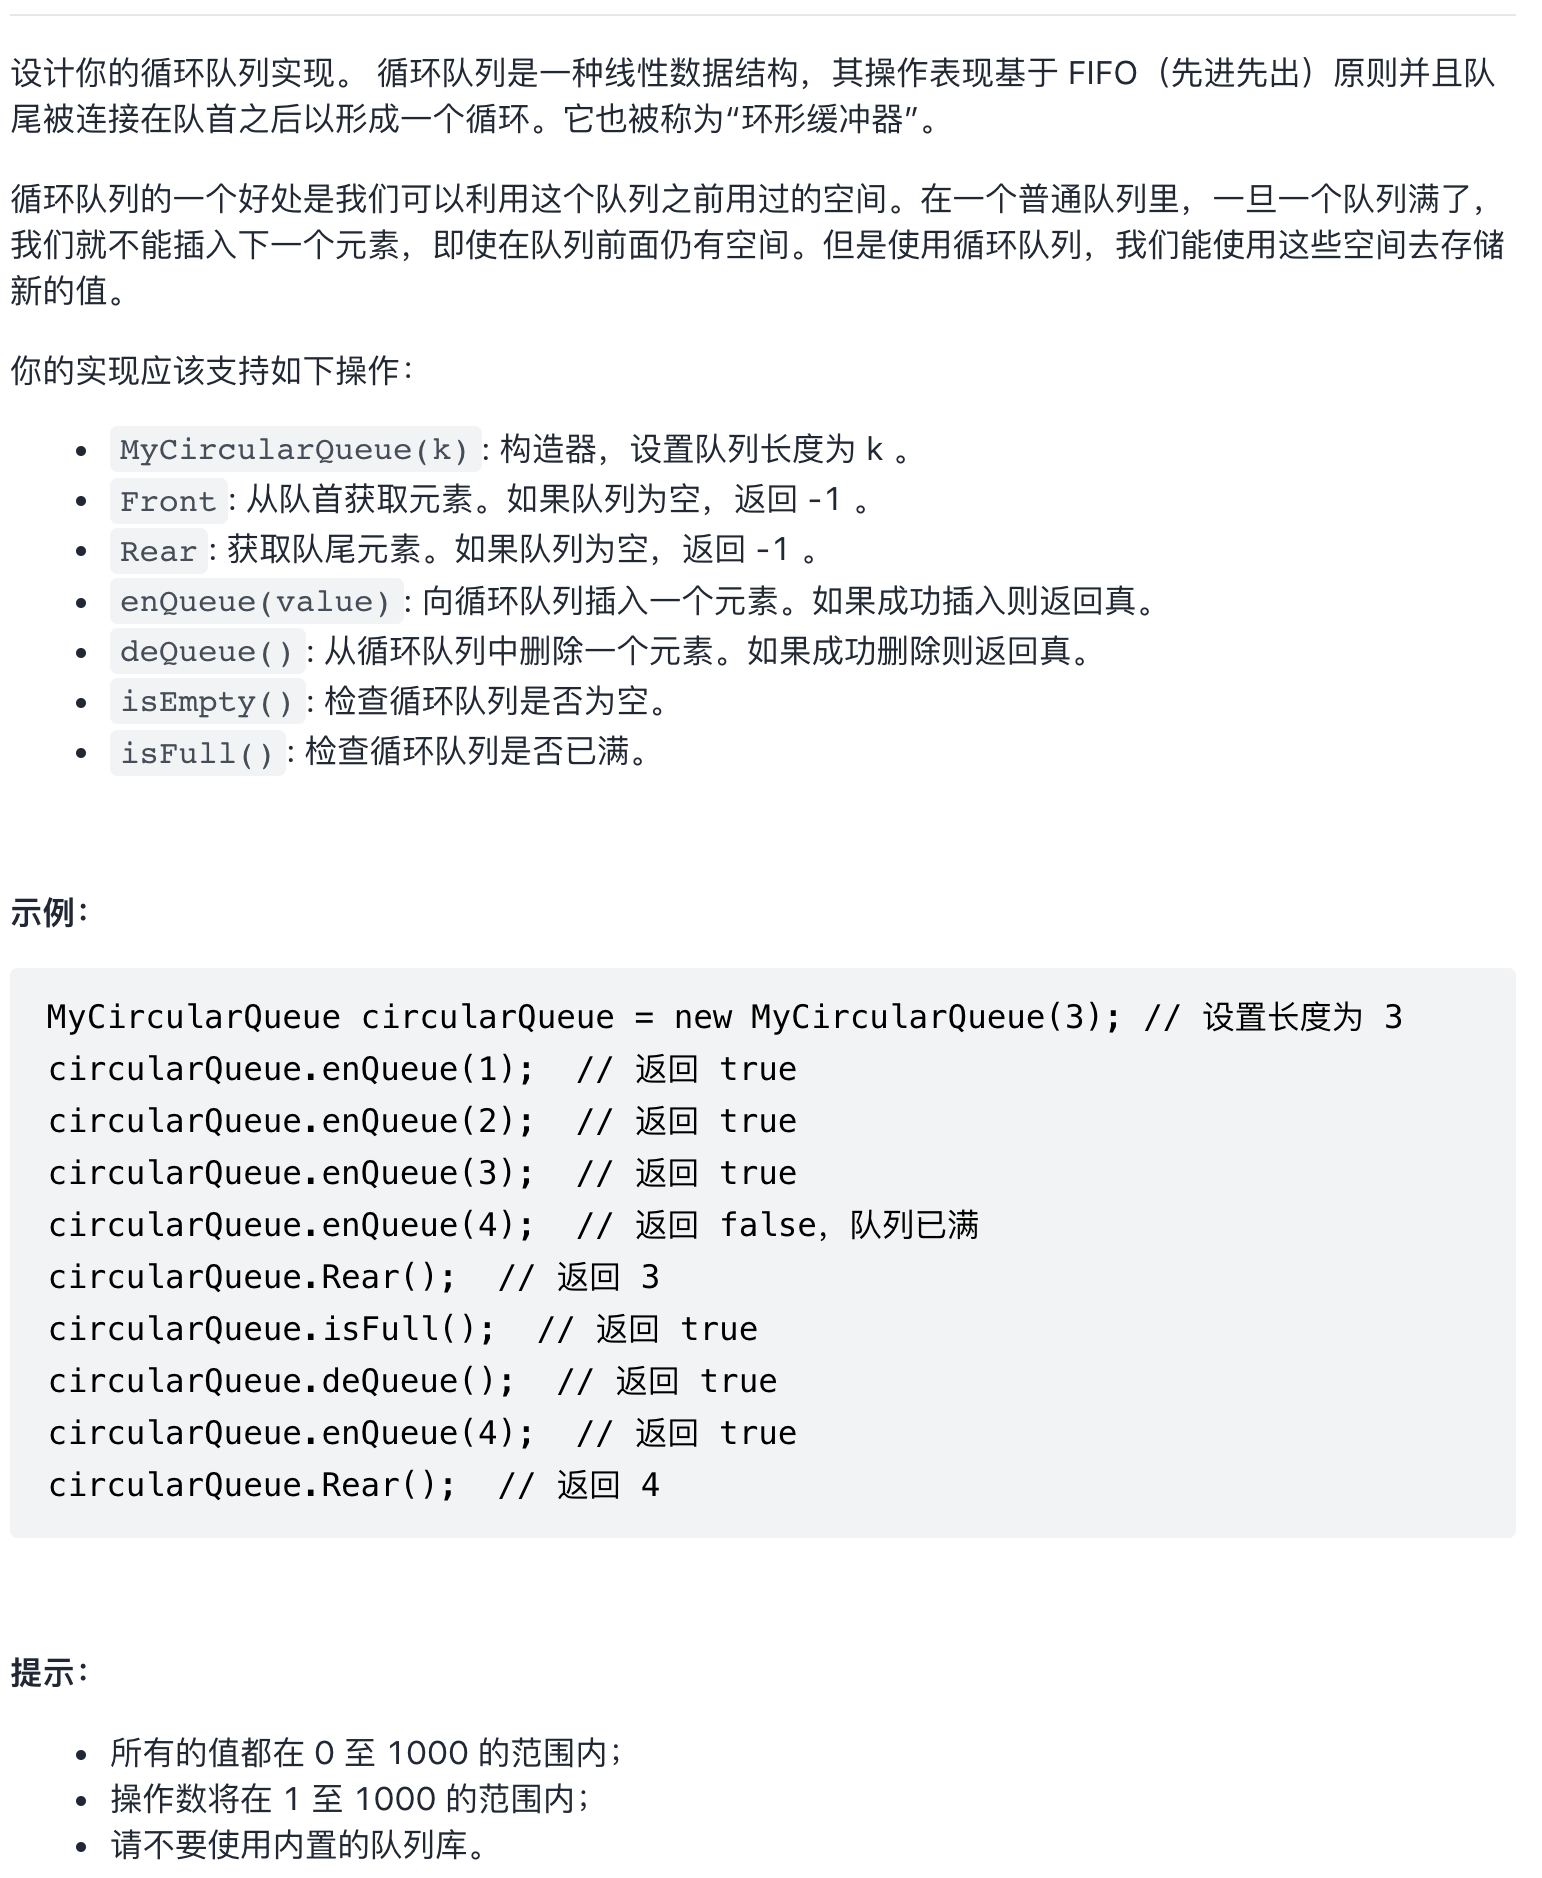 设计你的循环队列实现。 循环队列是一种线性数据结构，其操作表现基于 FIFO（先进先出）原则并且队
尾被连接在队首之后以形成一个循环。它也被称为“环形缓冲器”。
循环队列的一个好处是我们可以利用这个队列之前用过的空间。在一个普通队列里，一旦一个队列满了，
我们就不能插入下一个元素，即使在队列前面仍有空间。但是使用循环队列，我们能使用这些空间去存储
新的值。
你的实现应该支持如下操作：
• MyCircularQueue(k): 构造器，设置队列长度为 k 。
• Front: 从队首获取元素。如果队列为空，返回 -1 。
• Rear: 获取队尾元素。如果队列为空，返回 -1 。
• enQueue(value): 向循环队列插入一个元素。如果成功插入则返回真。
• deQueue(): 从循环队列中删除一个元素。如果成功删除则返回真。
• isEmpty(): 检查循环队列是否为空。
• isFull(): 检查循环队列是否已满。
示例：
MyCircularQueue circularQueue = new MyCircularQueue(3); // 设置长度为 3
circularQueue.enQueue(1);  // 返回 true
circularQueue.enQueue(2);  // 返回 true
circularQueue.enQueue(3);  // 返回 true
circularQueue.enQueue(4);  // 返回 false，队列已满
circularQueue.Rear();  // 返回 3
circularQueue.isFull();  // 返回 true
circularQueue.deQueue();  // 返回 true
circularQueue.enQueue(4);  // 返回 true
circularQueue.Rear();  // 返回 4
提示：
• 所有的值都在 0 至 1000 的范围内；
• 操作数将在 1 至 1000 的范围内；
• 请不要使用内置的队列库。